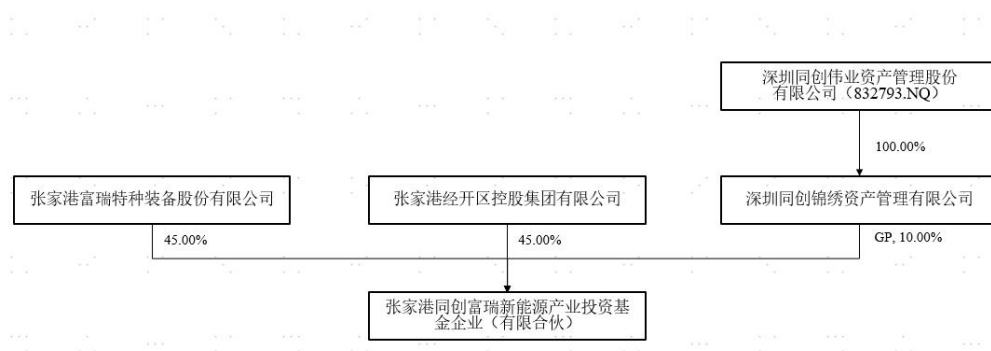 深圳同创伟业资产管理股份
有限公司（832793.NQ）
100.00%
张家港富瑞特种装备股份有限公司
张家港经开区控股集团有限公司
深圳同创锦绣资产管理有限公司
45.00%
45.00%
GP, 10.00%
张家港同创富瑞新能源产业投资基
金企业（有限合伙）